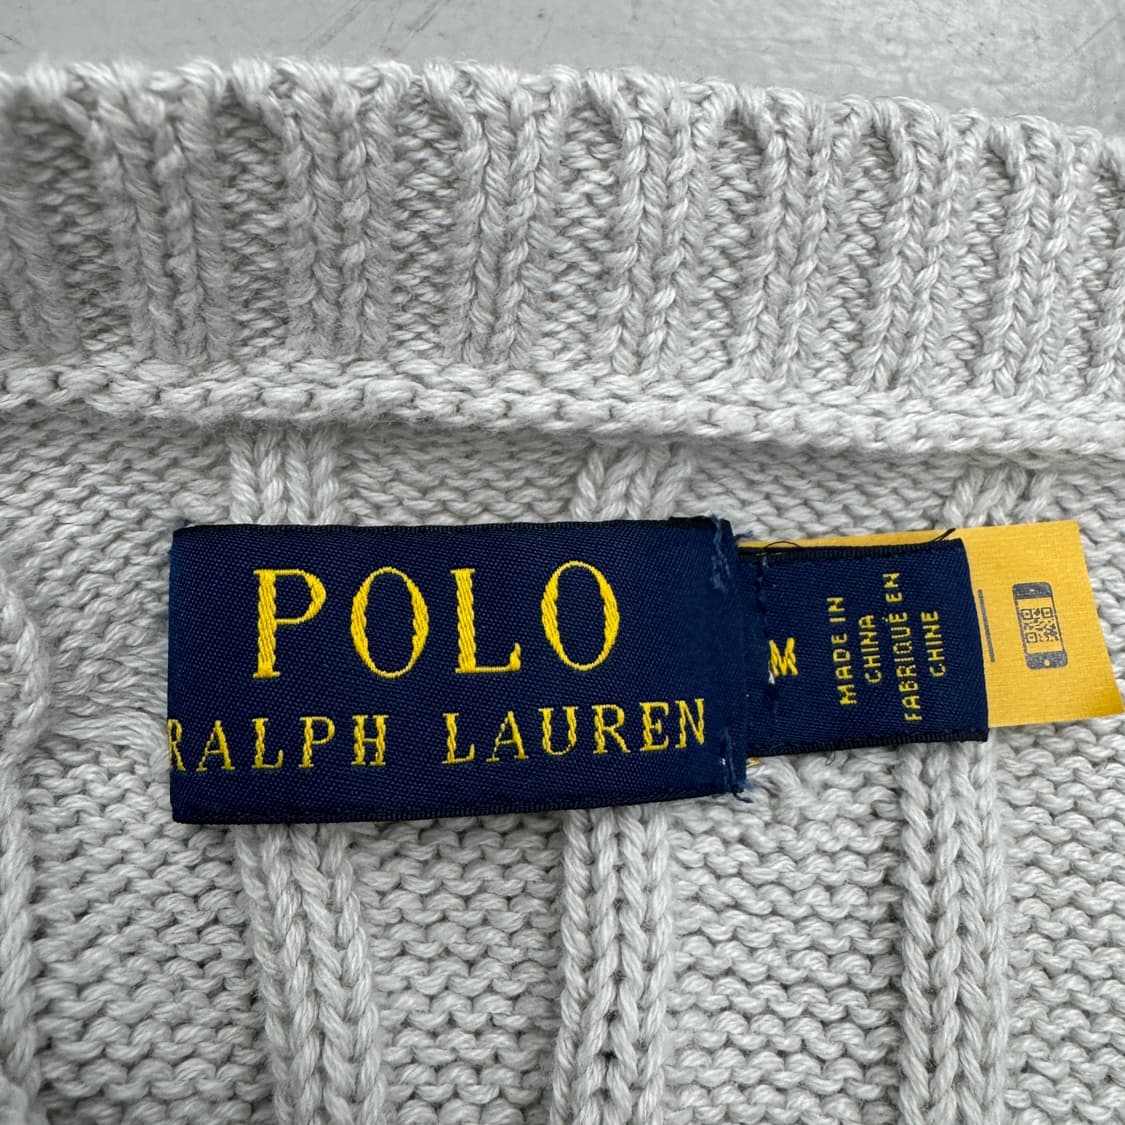 POLO
RALPH LAUREN
M
MADE IN
CHINA
FABRIQUÉ EN
CHINE